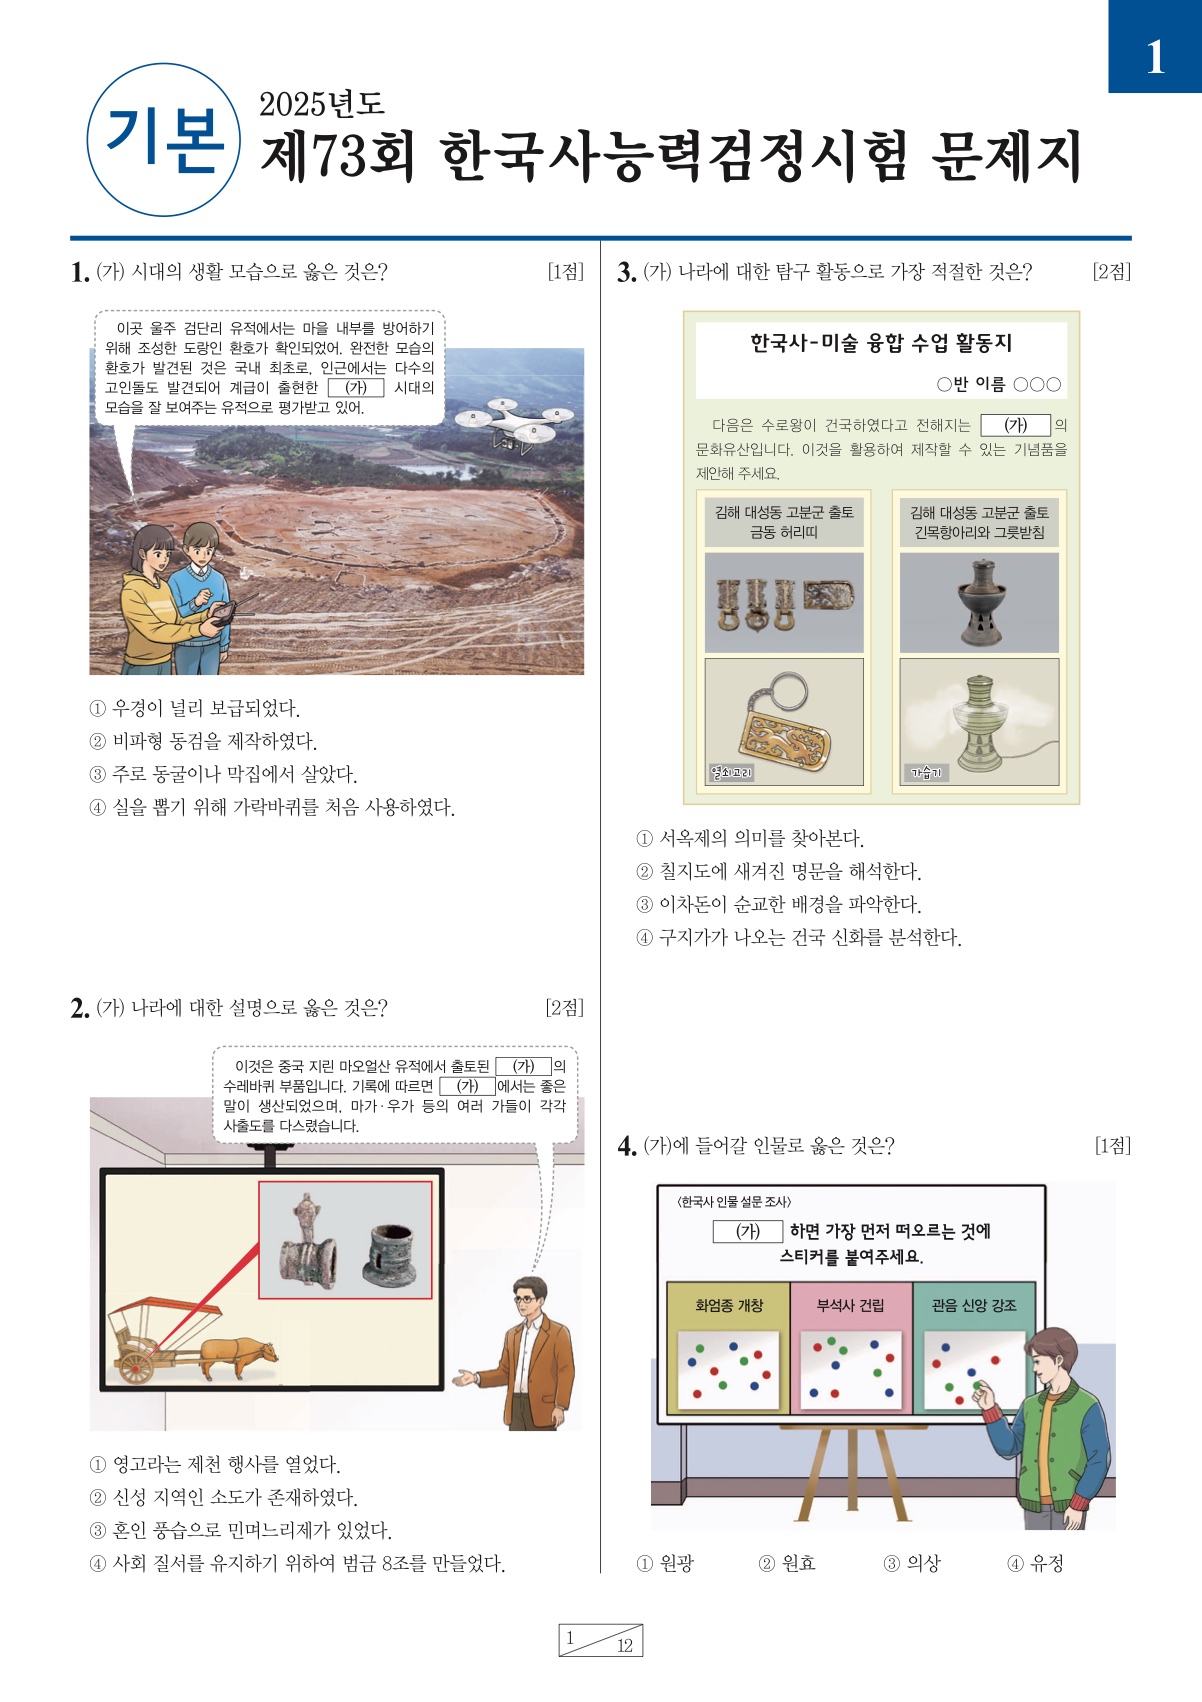 1
기본
2025년도
제73회 한국사능력검정시험 문제지
1. (가) 시대의 생활 모습으로 옳은 것은? [1점]
이곳 울주 검단리 유적에서는 마을 내부를 방어하기
위해 조성한 도랑인 환호가 확인되었어. 완전한 모습의
환호가 발견된 것은 국내 최초로, 인근에서는 다수의
고인돌도 발견되어 계급이 출현한 (가) 시대의
모습을 잘 보여주는 유적으로 평가받고 있어.
① 우경이 널리 보급되었다.
② 비파형 동검을 제작하였다.
③ 주로 동굴이나 막집에서 살았다.
④ 실을 뽑기 위해 가락바퀴를 처음 사용하였다.
2. (가) 나라에 대한 설명으로 옳은 것은? [2점]
이것은 중국 지린 마오얼산 유적에서 출토된 (가) 의
수레바퀴 부품입니다. 기록에 따르면 (가) 에서는 좋은
말이 생산되었으며, 마가·우가 등의 여러 가들이 각각
사출도를 다스렸습니다.
① 영고라는 제천 행사를 열었다.
② 신성 지역인 소도가 존재하였다.
③ 혼인 풍습으로 민며느리제가 있었다.
④ 사회 질서를 유지하기 위하여 범금 8조를 만들었다.
3. (가) 나라에 대한 탐구 활동으로 가장 적절한 것은? [2점]
한국사-미술 융합 수업 활동지
○반 이름 ○○○
다음은 수로왕이 건국하였다고 전해지는 (가) 의
문화유산입니다. 이것을 활용하여 제작할 수 있는 기념품을
제안해 주세요.
김해 대성동 고분군 출토
금동 허리띠
김해 대성동 고분군 출토
긴목항아리와 그릇받침
열쇠고리
가습기
① 서옥제의 의미를 찾아본다.
② 칠지도에 새겨진 명문을 해석한다.
③ 이차돈이 순교한 배경을 파악한다.
④ 구지가가 나오는 건국 신화를 분석한다.
4. (가)에 들어갈 인물로 옳은 것은? [1점]
〈한국사 인물 설문 조사〉
(가) 하면 가장 먼저 떠오르는 것에
스티커를 붙여주세요.
화엄종 개창
부석사 건립
관음 신앙 강조
① 원광 ② 원효 ③ 의상 ④ 유정
1 12